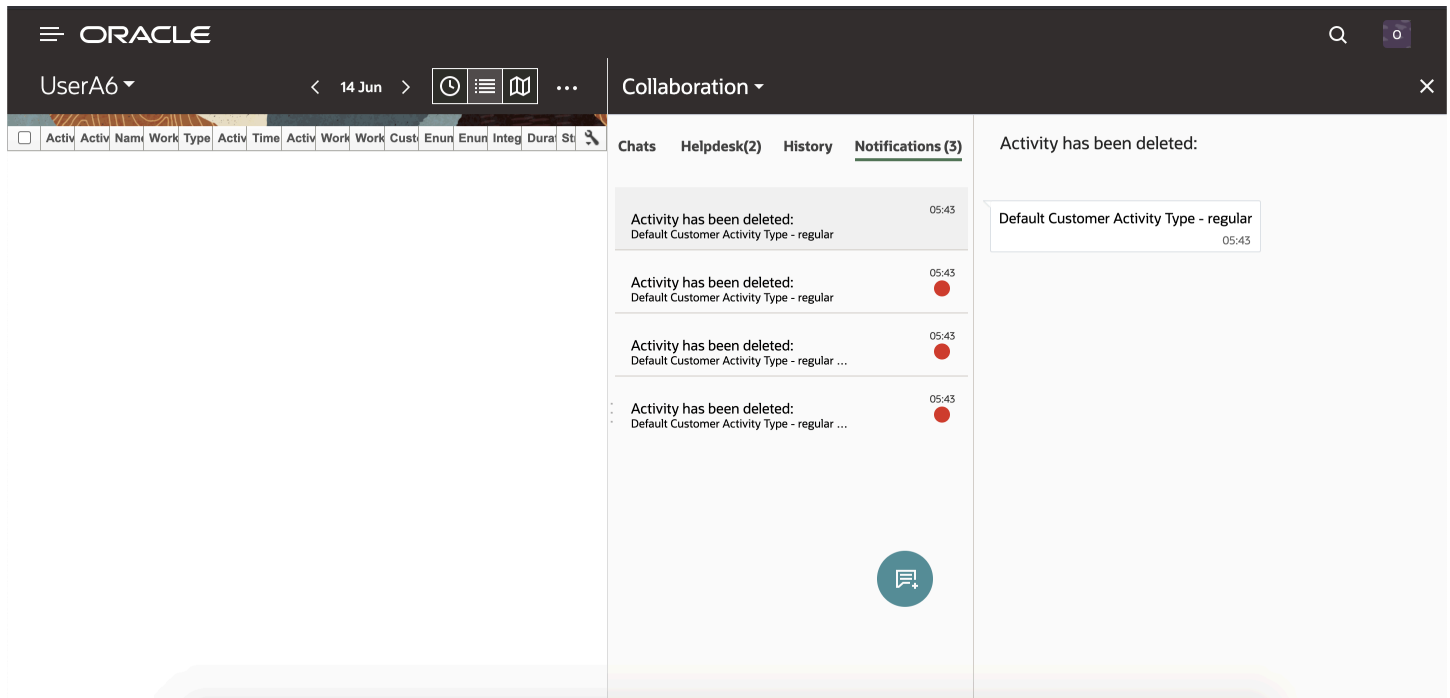 ORACLE
O
UserA6
14 Jun
Collaboration
Activ Activ Name Work Type Activ Time Activ Work Work Custo Enum Enum Integ Durat St
Chats Helpdesk(2) History Notifications (3)
Activity has been deleted:
05:43
Activity has been deleted:
Default Customer Activity Type - regular
05:43
Activity has been deleted:
Default Customer Activity Type - regular
05:43
Activity has been deleted:
Default Customer Activity Type - regular ...
05:43
Activity has been deleted:
Default Customer Activity Type - regular ...
Default Customer Activity Type - regular
05:43